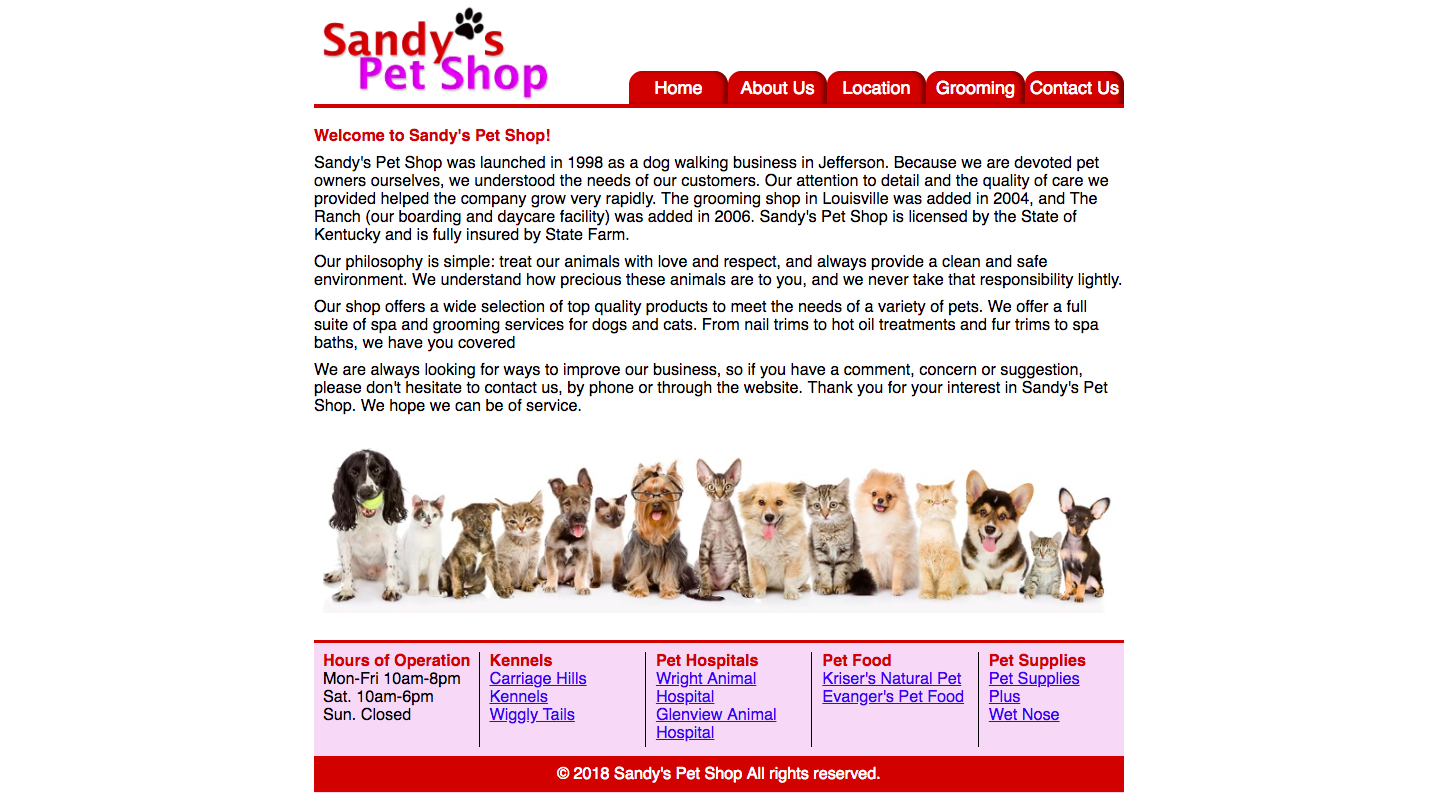 Sandy's
Pet Shop
Home About Us Location Grooming Contact Us
Welcome to Sandy's Pet Shop!
Sandy's Pet Shop was launched in 1998 as a dog walking business in Jefferson. Because we are devoted pet
owners ourselves, we understood the needs of our customers. Our attention to detail and the quality of care we
provided helped the company grow very rapidly. The grooming shop in Louisville was added in 2004, and The
Ranch (our boarding and daycare facility) was added in 2006. Sandy's Pet Shop is licensed by the State of
Kentucky and is fully insured by State Farm.
Our philosophy is simple: treat our animals with love and respect, and always provide a clean and safe
environment. We understand how precious these animals are to you, and we never take that responsibility lightly.
Our shop offers a wide selection of top quality products to meet the needs of a variety of pets. We offer a full
suite of spa and grooming services for dogs and cats. From nail trims to hot oil treatments and fur trims to spa
baths, we have you covered
We are always looking for ways to improve our business, so if you have a comment, concern or suggestion,
please don't hesitate to contact us, by phone or through the website. Thank you for your interest in Sandy's Pet
Shop. We hope we can be of service.
Hours of Operation
Mon-Fri 10am-8pm
Sat. 10am-6pm
Sun. Closed
Kennels
Carriage Hills
Kennels
Wiggly Tails
Pet Hospitals
Wright Animal
Hospital
Glenview Animal
Hospital
Pet Food
Kriser's Natural Pet
Evanger's Pet Food
Pet Supplies
Pet Supplies
Plus
Wet Nose
© 2018 Sandy's Pet Shop All rights reserved.